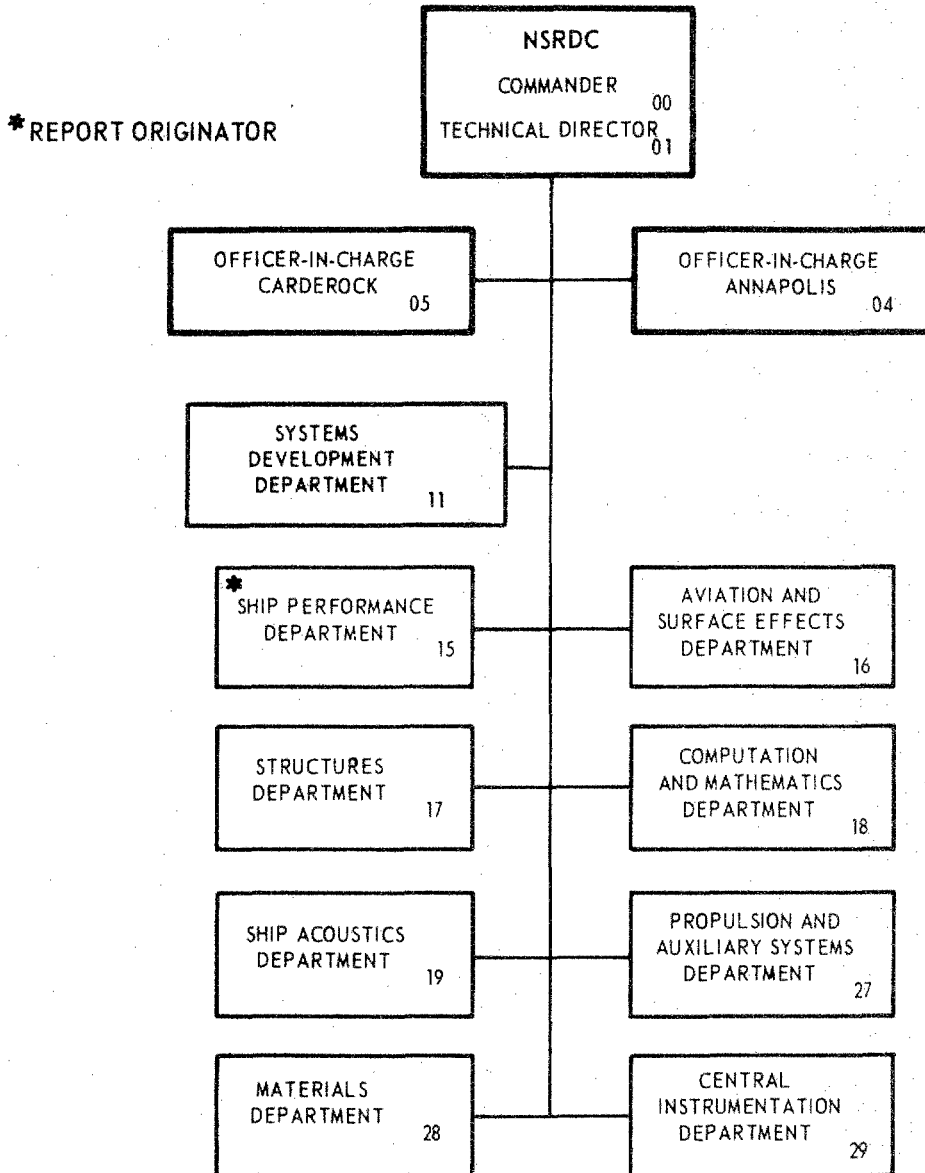 NSRDC
COMMANDER
00
TECHNICAL DIRECTOR
01
* REPORT ORIGINATOR
OFFICER-IN-CHARGE
CARDEROCK
05
OFFICER-IN-CHARGE
ANNAPOLIS
04
SYSTEMS
DEVELOPMENT
DEPARTMENT
11
*
SHIP PERFORMANCE
DEPARTMENT
15
AVIATION AND
SURFACE EFFECTS
DEPARTMENT
16
STRUCTURES
DEPARTMENT
17
COMPUTATION
AND MATHEMATICS
DEPARTMENT
18
SHIP ACOUSTICS
DEPARTMENT
19
PROPULSION AND
AUXILIARY SYSTEMS
DEPARTMENT
27
MATERIALS
DEPARTMENT
28
CENTRAL
INSTRUMENTATION
DEPARTMENT
29